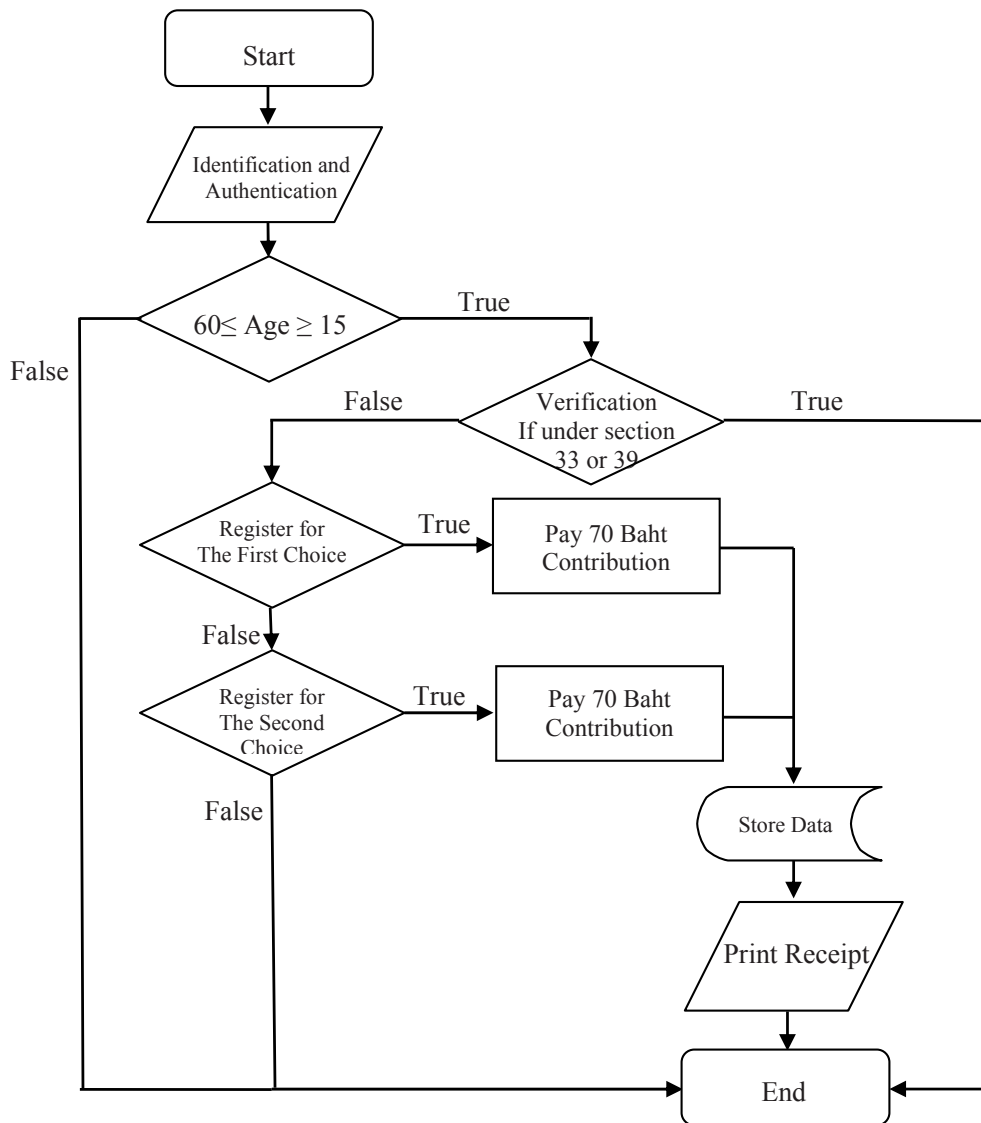 Start
Identification and
Authentication
60≤ Age ≥ 15
True
False
Verification
If under section
33 or 39
False
True
Register for
The First Choice
True
Pay 70 Baht
Contribution
False
Register for
The Second
Choice
True
Pay 70 Baht
Contribution
False
Store Data
Print Receipt
End